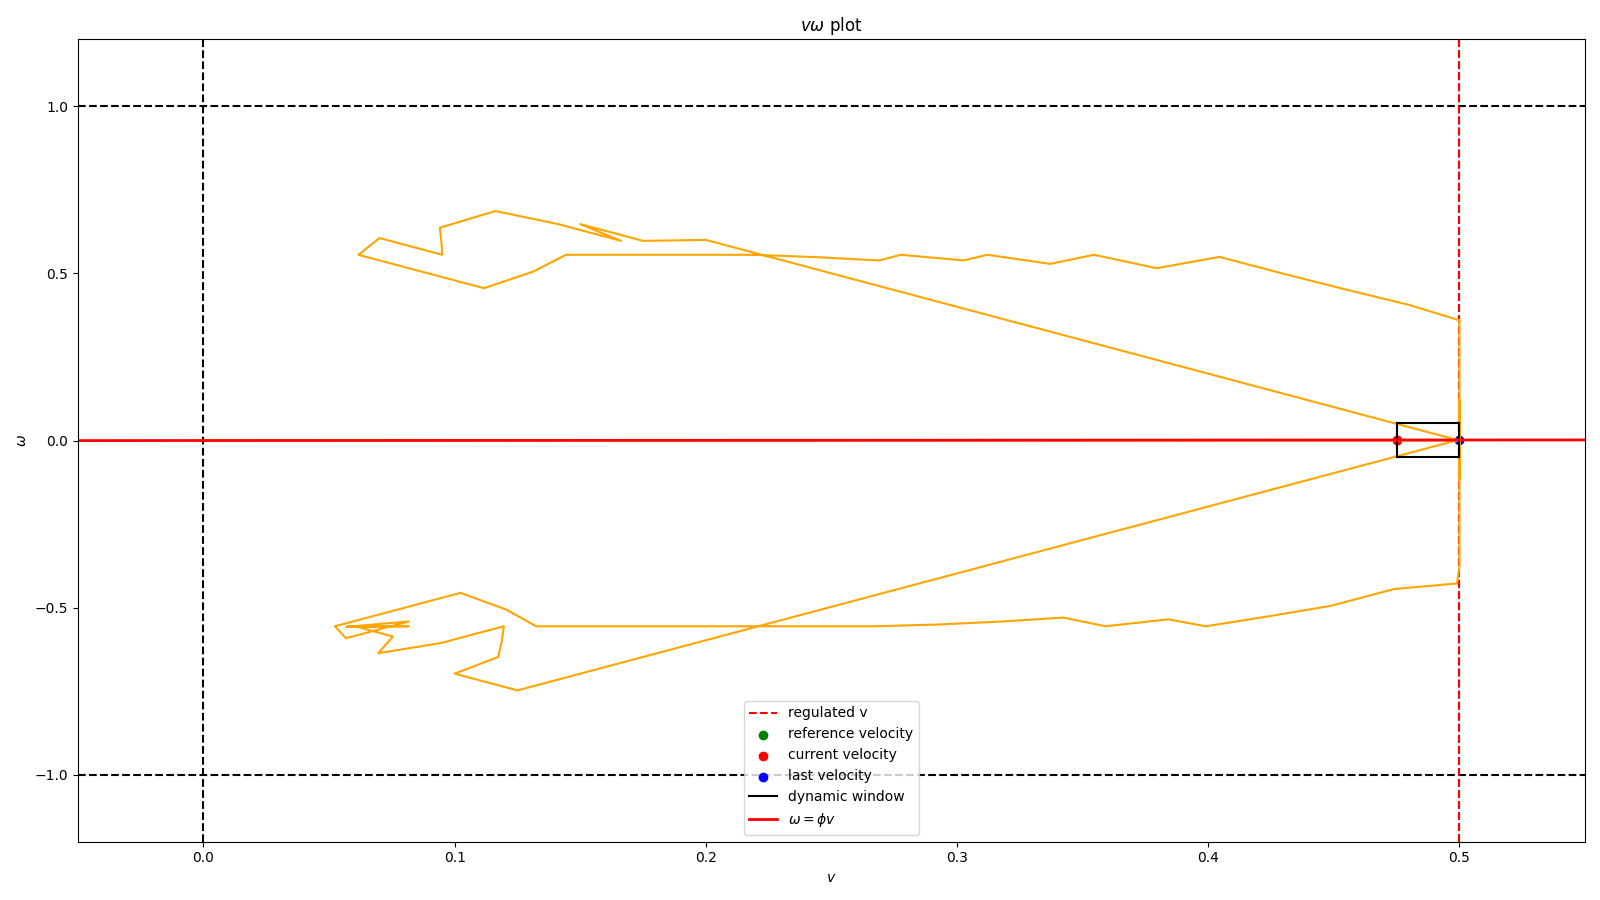 vω plot
ω
1.0
0.5
0.0
−0.5
−1.0
0.0
0.1
0.2
0.3
0.4
0.5
v
regulated v
reference velocity
current velocity
last velocity
dynamic window
ω = ϕv